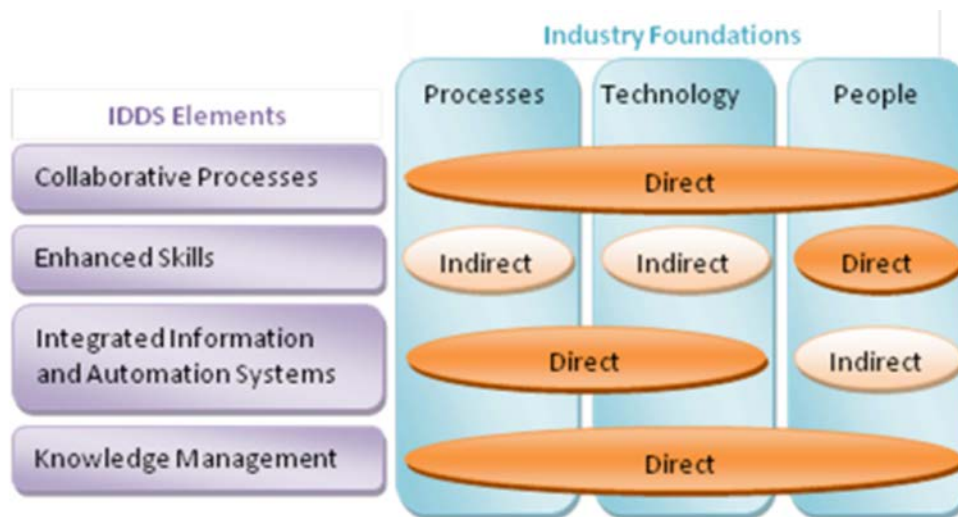 Industry Foundations
IDDS Elements
Processes
Technology
People
Collaborative Processes
Direct
Enhanced Skills
Indirect
Indirect
Direct
Integrated Information
and Automation Systems
Direct
Indirect
Knowledge Management
Direct